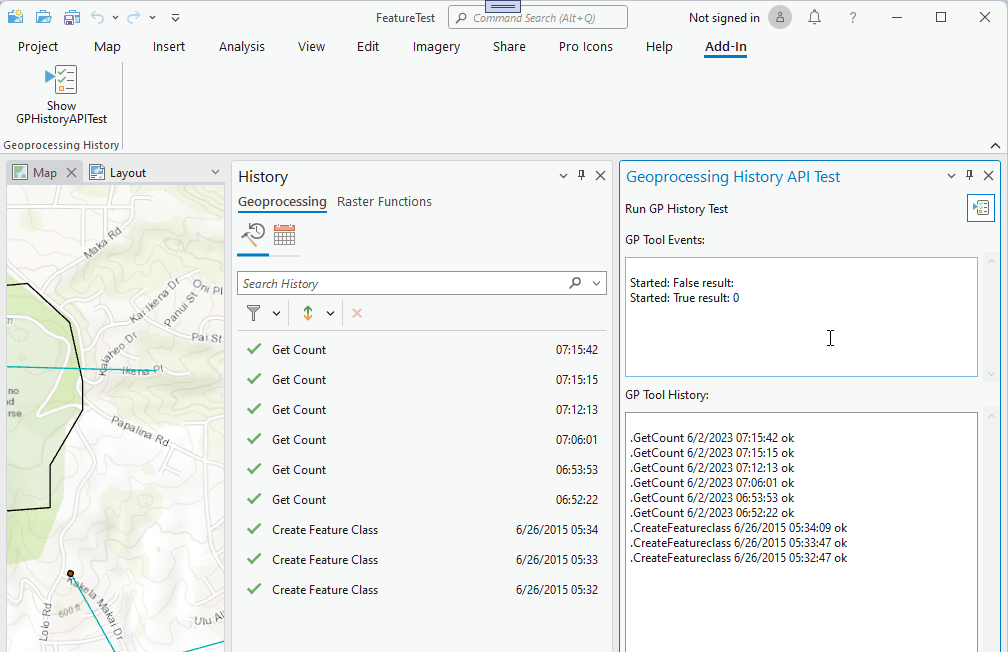 FeatureTest
Command Search (Alt+Q)
Not signed in
?
Project Map Insert Analysis View Edit Imagery Share Pro Icons Help Add-In
Show
GPHistoryAPITest
Geoprocessing History
Map
Layout
Maka Rd
Kai Ikena Dr
Oni Pl
Panui St
Pai St
Kalaheo Dr
Ikena Pl
no
nd
rse
Papalina Rd
Kakela Makai Dr
600 ft
Lolo Rd
Ulu Al
History
Geoprocessing Raster Functions
Search History
Get Count 07:15:42
Get Count 07:15:15
Get Count 07:12:13
Get Count 07:06:01
Get Count 06:53:53
Get Count 06:52:22
Create Feature Class 6/26/2015 05:34
Create Feature Class 6/26/2015 05:33
Create Feature Class 6/26/2015 05:32
Geoprocessing History API Test
Run GP History Test
GP Tool Events:
Started: False result:
Started: True result: 0
GP Tool History:
.GetCount 6/2/2023 07:15:42 ok
.GetCount 6/2/2023 07:15:15 ok
.GetCount 6/2/2023 07:12:13 ok
.GetCount 6/2/2023 07:06:01 ok
.GetCount 6/2/2023 06:53:53 ok
.GetCount 6/2/2023 06:52:22 ok
.CreateFeatureclass 6/26/2015 05:34:09 ok
.CreateFeatureclass 6/26/2015 05:33:47 ok
.CreateFeatureclass 6/26/2015 05:32:47 ok